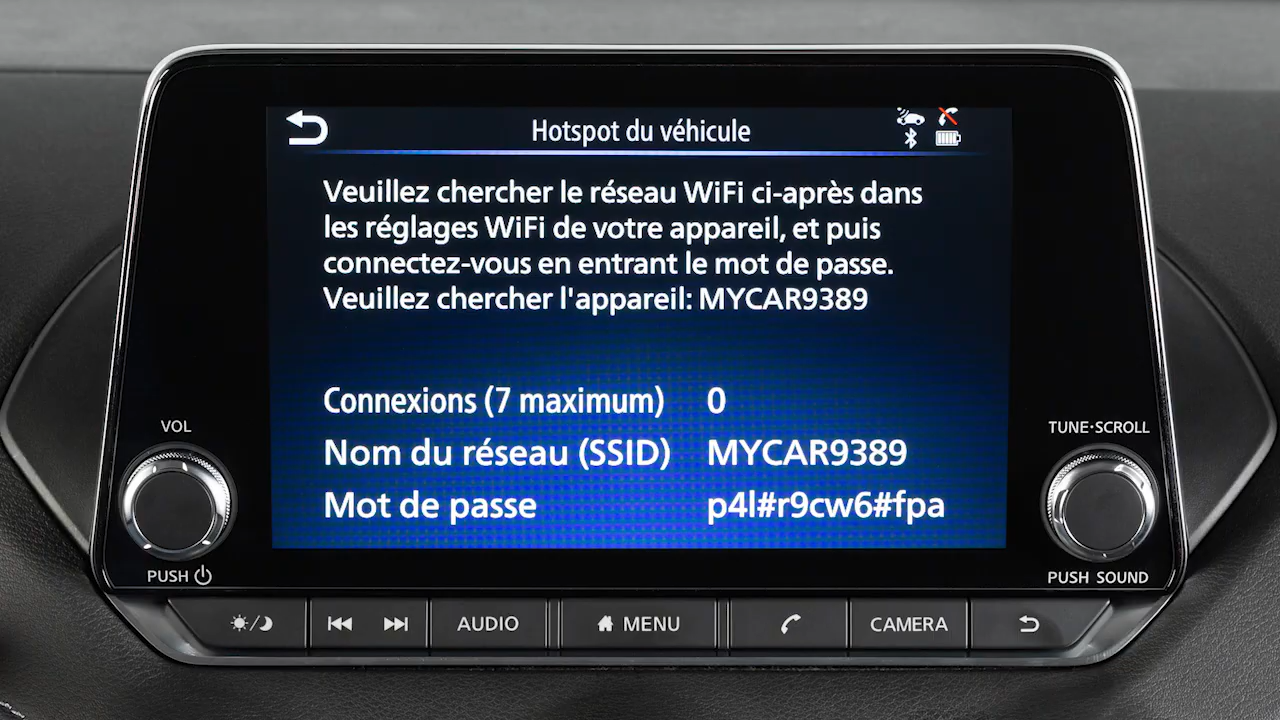 Hotspot du véhicule
Veuillez chercher le réseau WiFi ci-après dans
les réglages WiFi de votre appareil, et puis
connectez-vous en entrant le mot de passe.
Veuillez chercher l'appareil: MYCAR9389
Connexions (7 maximum) 0
Nom du réseau (SSID) MYCAR9389
Mot de passe p4l#r9cw6#fpa
VOL
TUNE·SCROLL
PUSH
PUSH SOUND
AUDIO
MENU
CAMERA